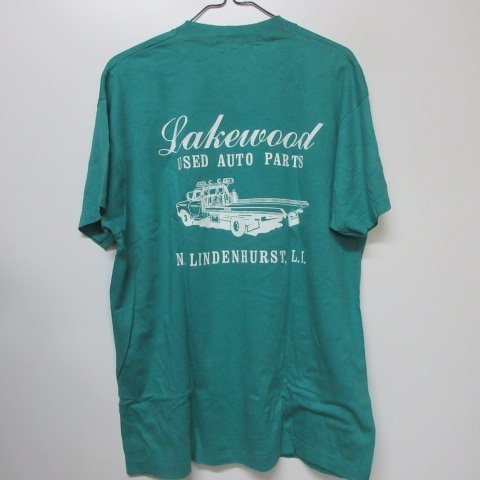 Lakewood
USED AUTO PARTS
N. LINDENHURST, L.I.